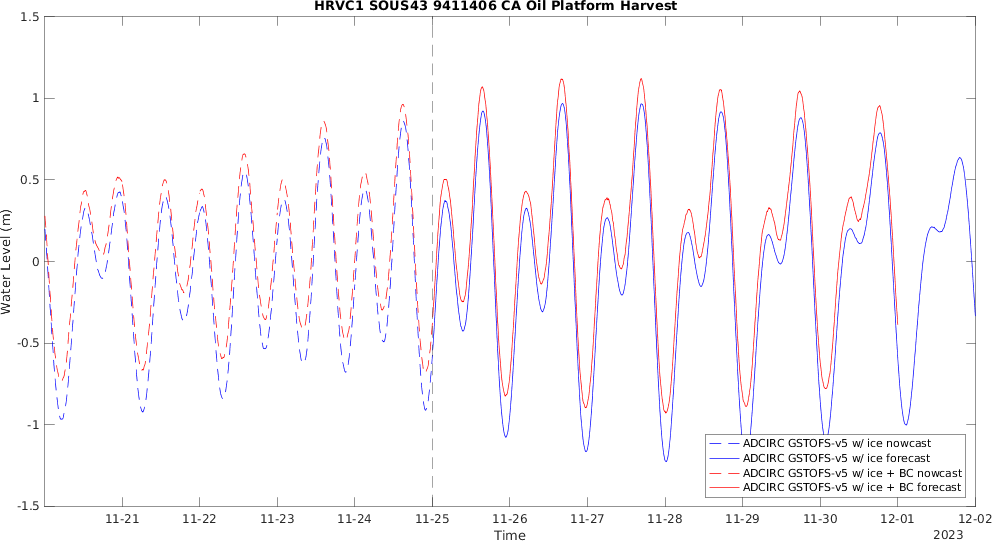 HRVC1 SOUS43 9411406 CA Oil Platform Harvest
1.5
1
0.5
0
-0.5
-1
-1.5
Water Level (m)
11-21 11-22 11-23 11-24 11-25 11-26 11-27 11-28 11-29 11-30 12-01 12-02
Time
2023
ADCIRC GSTOFS-v5 w/ ice nowcast
ADCIRC GSTOFS-v5 w/ ice forecast
ADCIRC GSTOFS-v5 w/ ice + BC nowcast
ADCIRC GSTOFS-v5 w/ ice + BC forecast